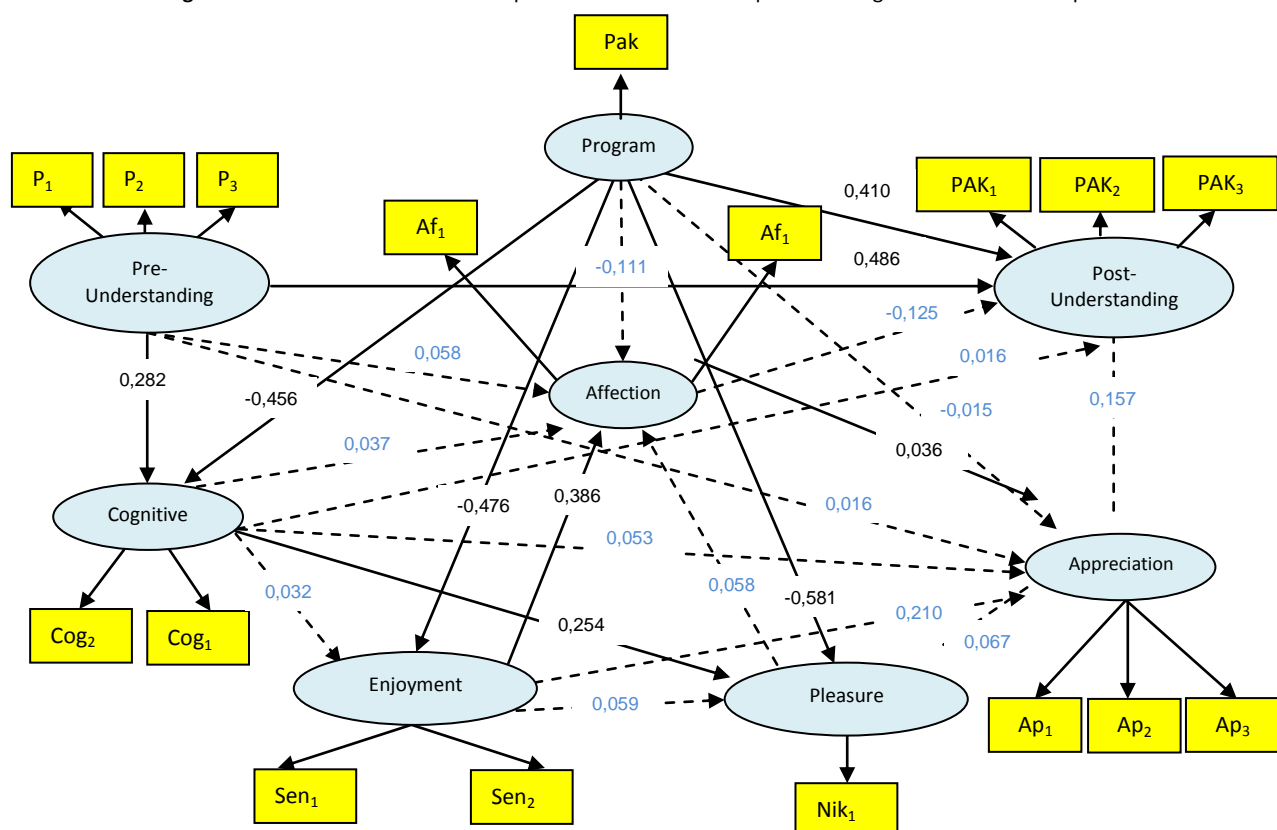 Pak
Program
P1
P2
P3
PAK1
PAK2
PAK3
Af1
Af1
0,410
Pre-
Understanding
-0,111
0,486
Post-
Understanding
-0,125
0,058
0,016
0,282
-0,456
Affection
-0,015
0,157
0,037
0,036
Cognitive
-0,476
0,386
0,016
0,053
Appreciation
0,032
0,058
-0,581
0,210
Cog2
Cog1
0,254
0,067
Enjoyment
Pleasure
0,059
Ap1
Ap2
Ap3
Sen1
Sen2
Nik1